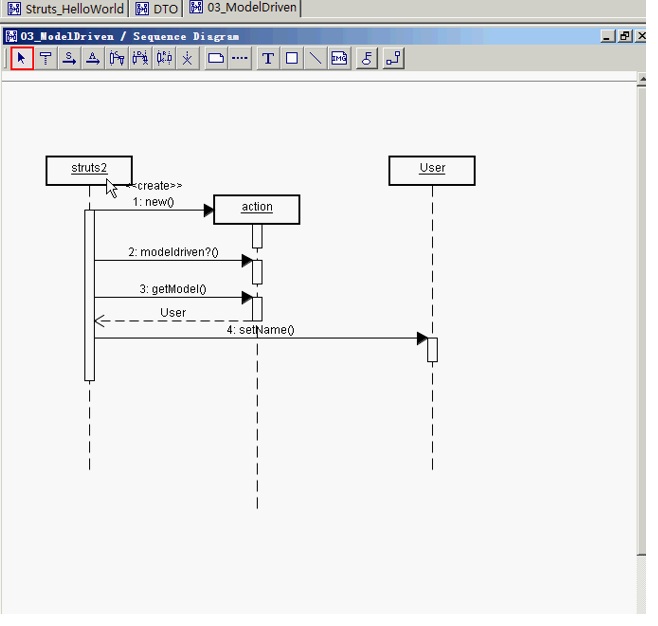 Struts_HelloWorld
DTO
03_ModelDriven
03_ModelDriven / Sequence Diagram
S
A
T
IMG
struts2
User
<<create>>
1: new()
action
2: modeldriven?()
3: getModel()
User
4: setName()